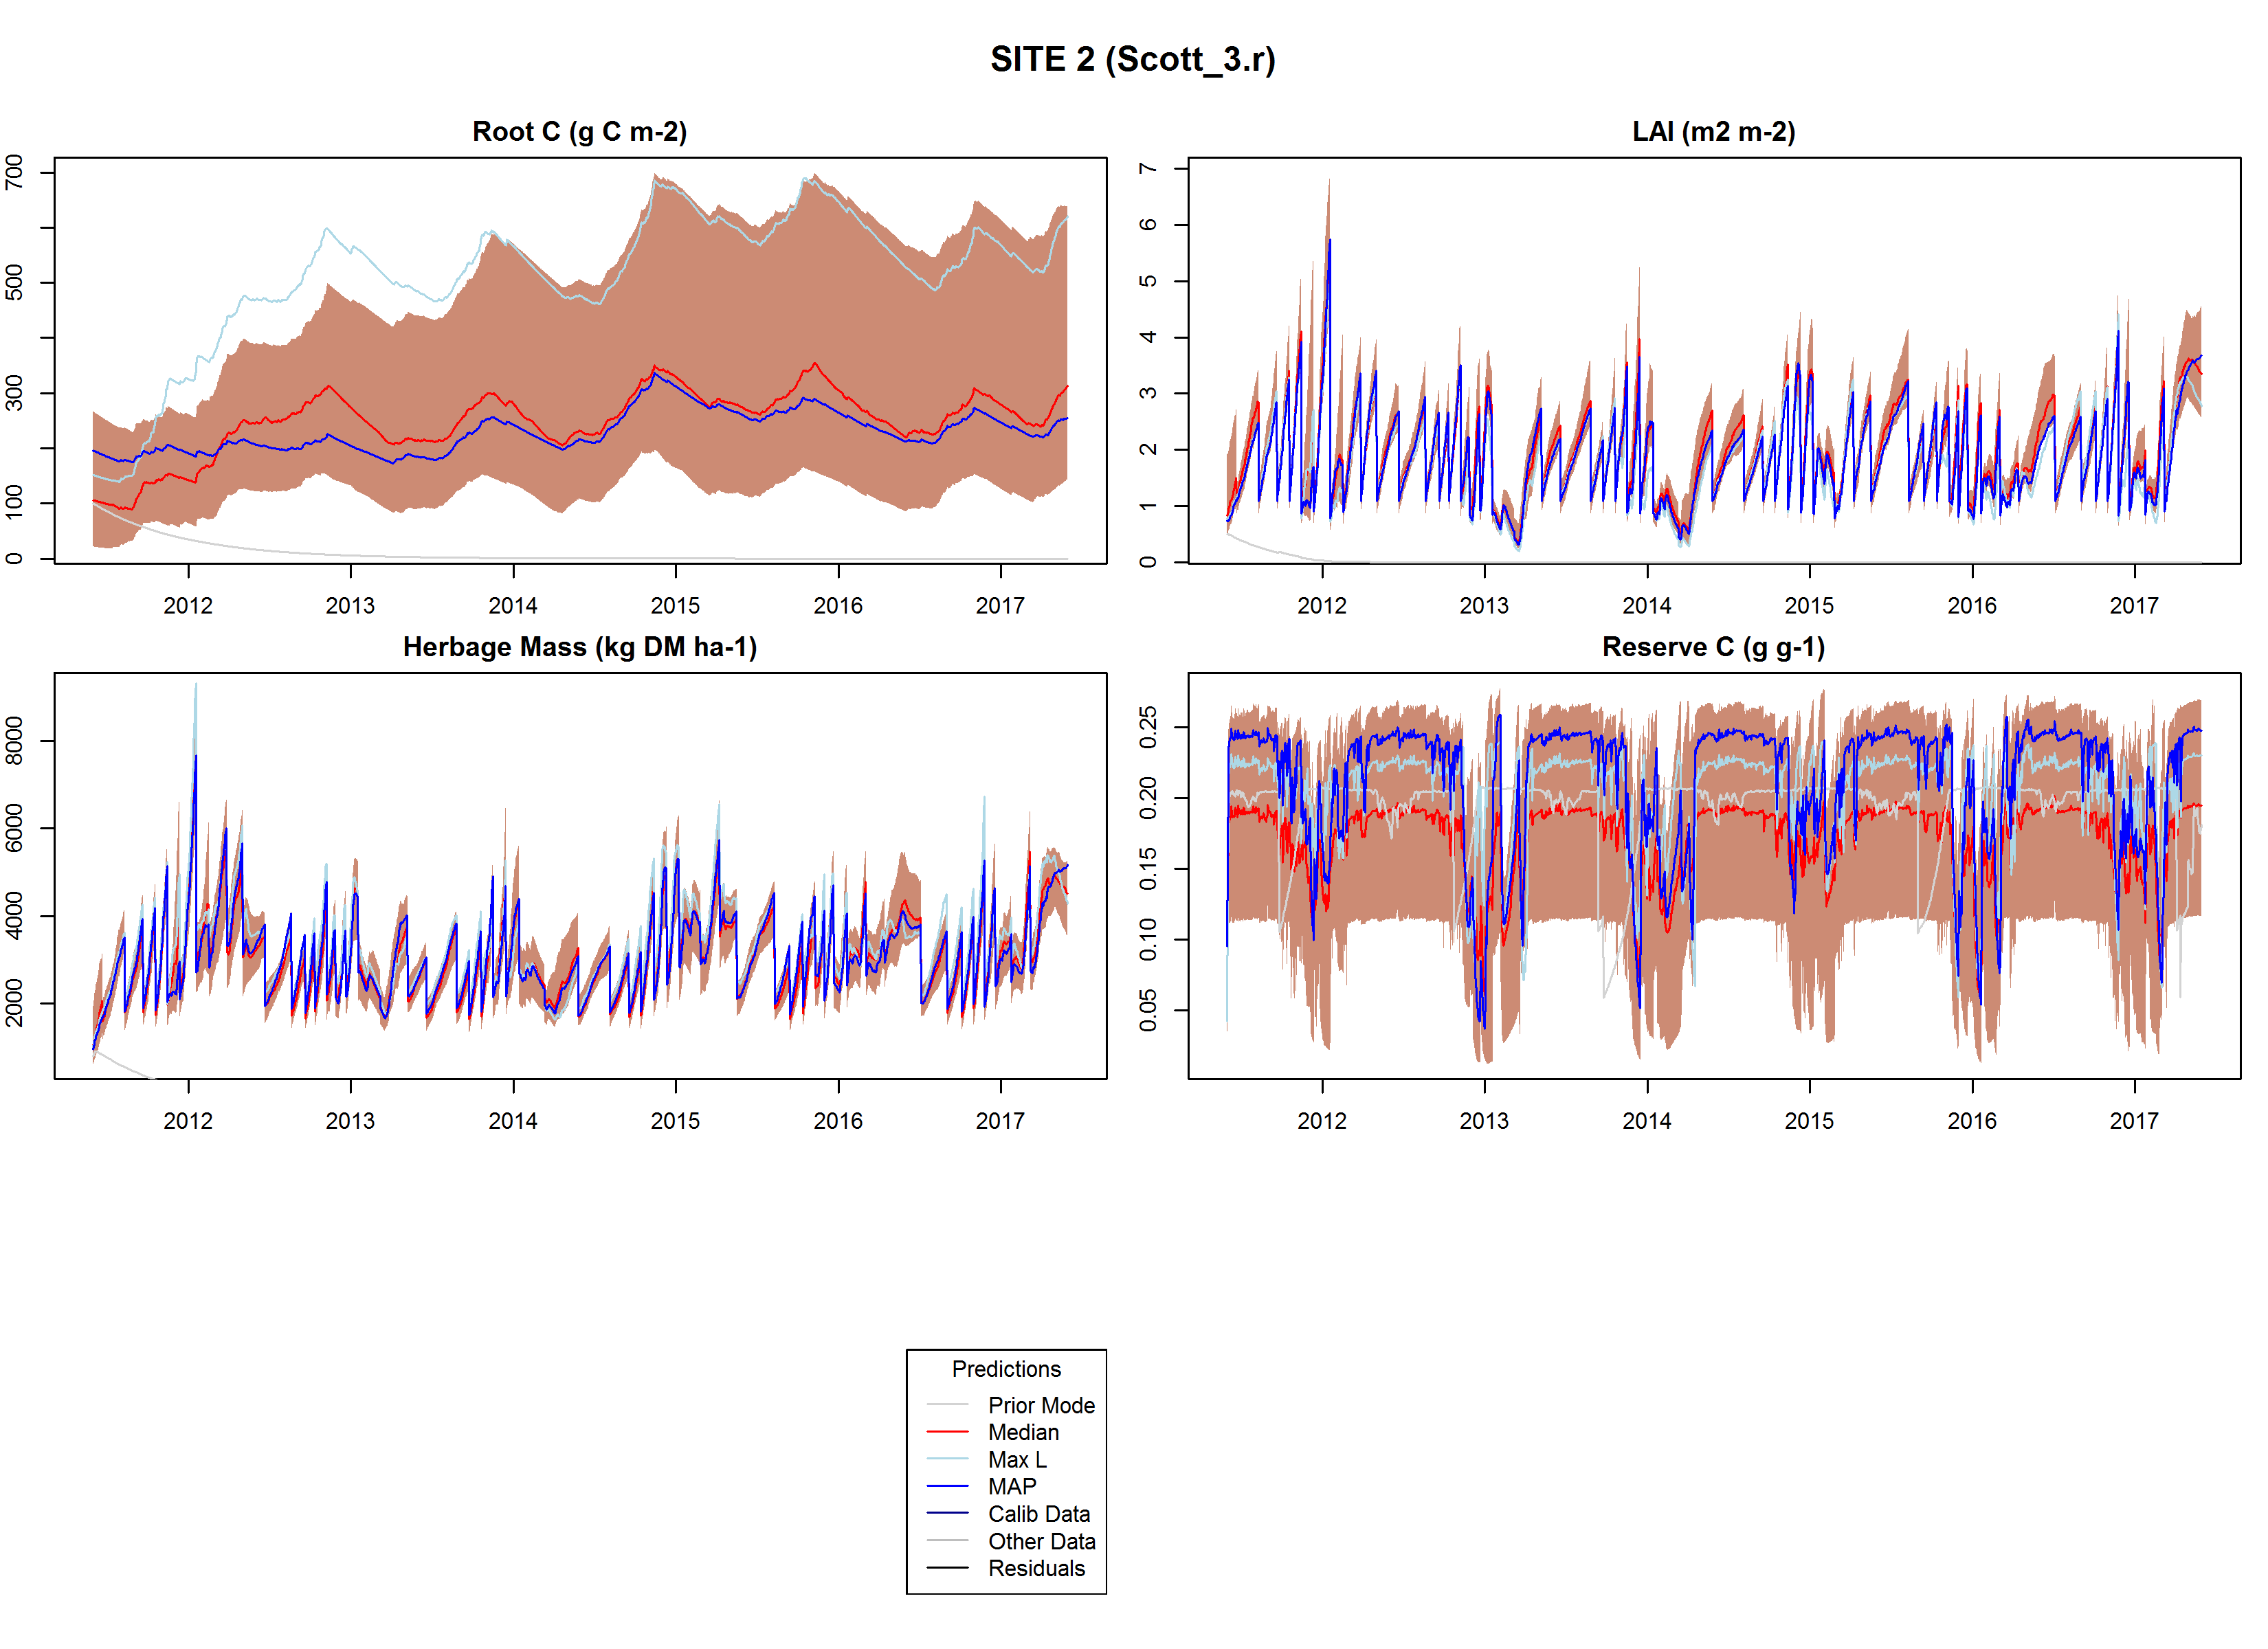 SITE 2 (Scott_3.r)
Root C (g C m-2)
700
500
300
100
0
2012 2013 2014 2015 2016 2017
LAI (m2 m-2)
7
6
5
4
3
2
1
0
2012 2013 2014 2015 2016 2017
Herbage Mass (kg DM ha-1)
8000
6000
4000
2000
2012 2013 2014 2015 2016 2017
Reserve C (g g-1)
0.25
0.20
0.15
0.10
0.05
2012 2013 2014 2015 2016 2017
Predictions
Prior Mode
Median
Max L
MAP
Calib Data
Other Data
Residuals